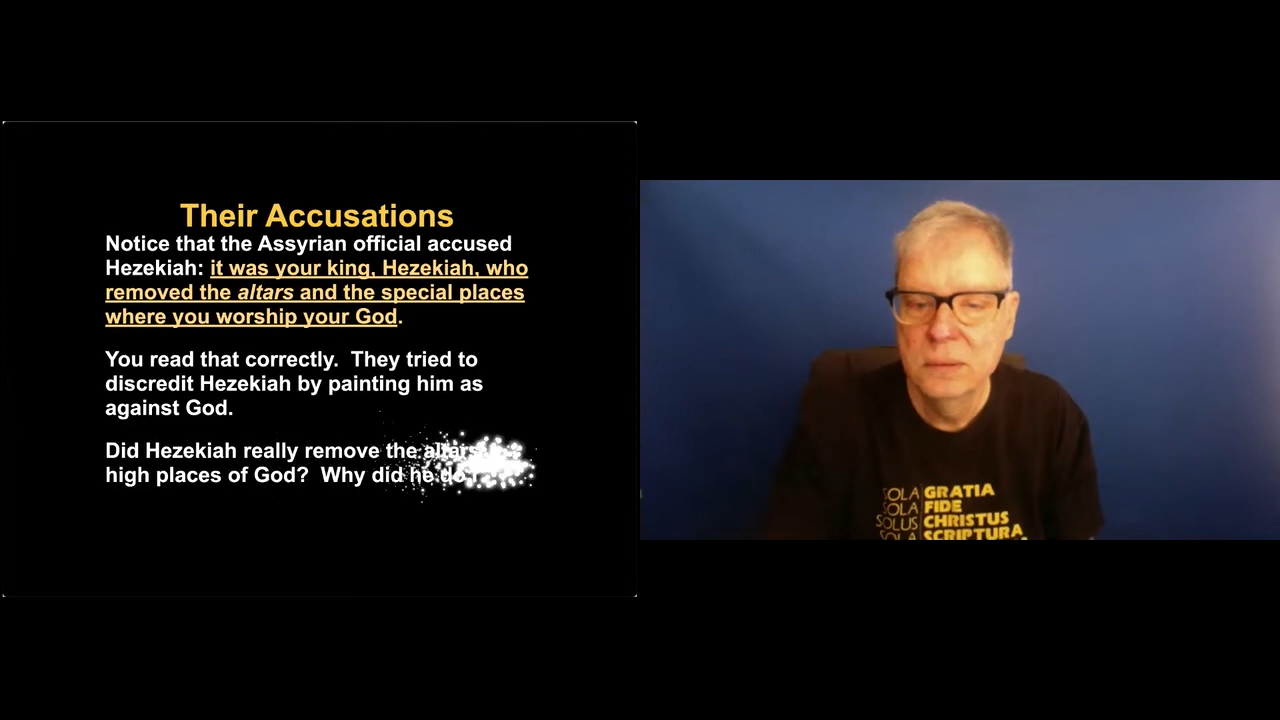 Their Accusations
Notice that the Assyrian official accused
Hezekiah: it was your king, Hezekiah, who
removed the altars and the special places
where you worship your God.
You read that correctly.  They tried to
discredit Hezekiah by painting him as
against God.
Did Hezekiah really remove the altars
high places of God?  Why did he do
SOLA GRATIA
SOLA FIDE
SOLUS CHRISTUS
SOLA SCRIPTURA